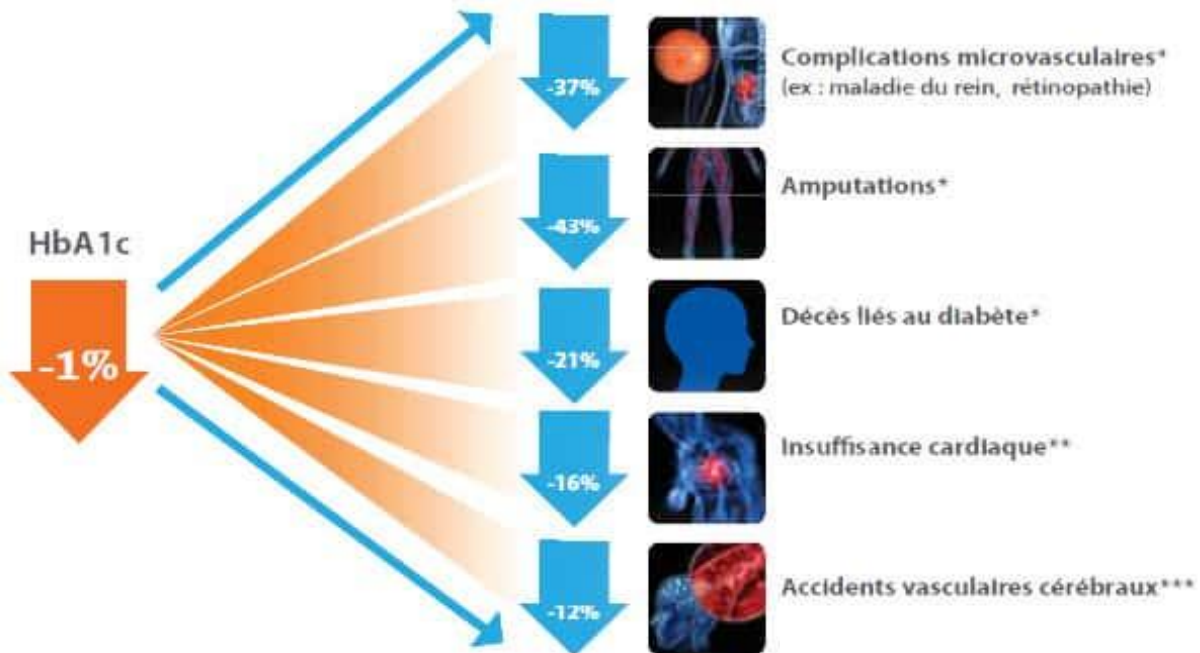 HbA1c
-1%
-37%
Complications microvasculaires*
(ex : maladie du rein, rétinopathie)
-43%
Amputations*
-21%
Décès liés au diabète*
-16%
Insuffisance cardiaque**
-12%
Accidents vasculaires cérébraux***